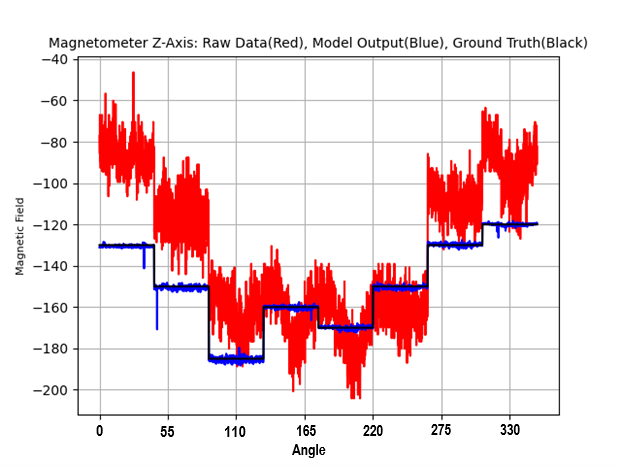 Magnetometer Z-Axis: Raw Data(Red), Model Output(Blue), Ground Truth(Black)
−40
−60
−80
−100
−120
−140
−160
−180
−200
Magnetic Field
0 55 110 165 220 275 330
Angle